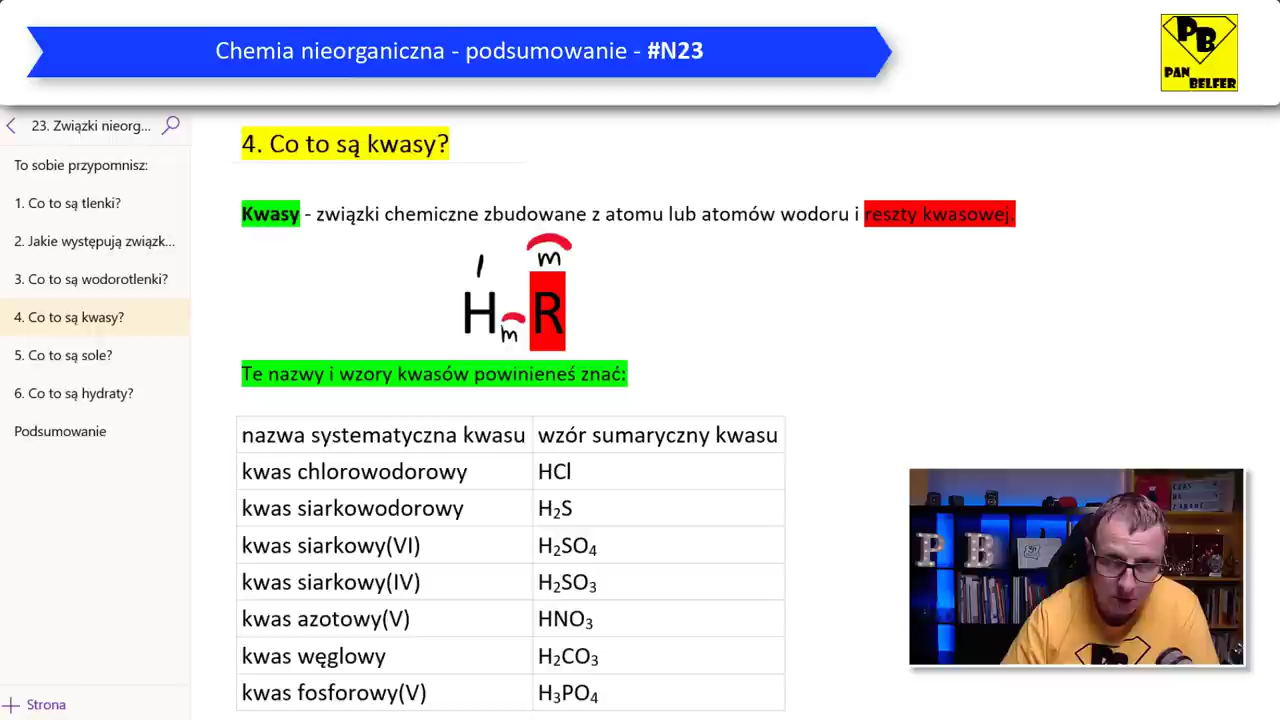 Chemia nieorganiczna - podsumowanie - #N23
PB
PAN
BELFER
23. Związki nieorg...
To sobie przypomnisz:
1. Co to są tlenki?
2. Jakie występują związk...
3. Co to są wodorotlenki?
4. Co to są kwasy?
5. Co to są sole?
6. Co to są hydraty?
Podsumowanie
Strona
4. Co to są kwasy?
Kwasy - związki chemiczne zbudowane z atomu lub atomów wodoru i reszty kwasowej.
I m
HmR
Te nazwy i wzory kwasów powinieneś znać:
nazwa systematyczna kwasu wzór sumaryczny kwasu
kwas chlorowodorowy HCl
kwas siarkowodorowy H₂S
kwas siarkowy(VI) H₂SO₄
kwas siarkowy(IV) H₂SO₃
kwas azotowy(V) HNO₃
kwas węglowy H₂CO₃
kwas fosforowy(V) H₃PO₄
CZAS
NA
P B